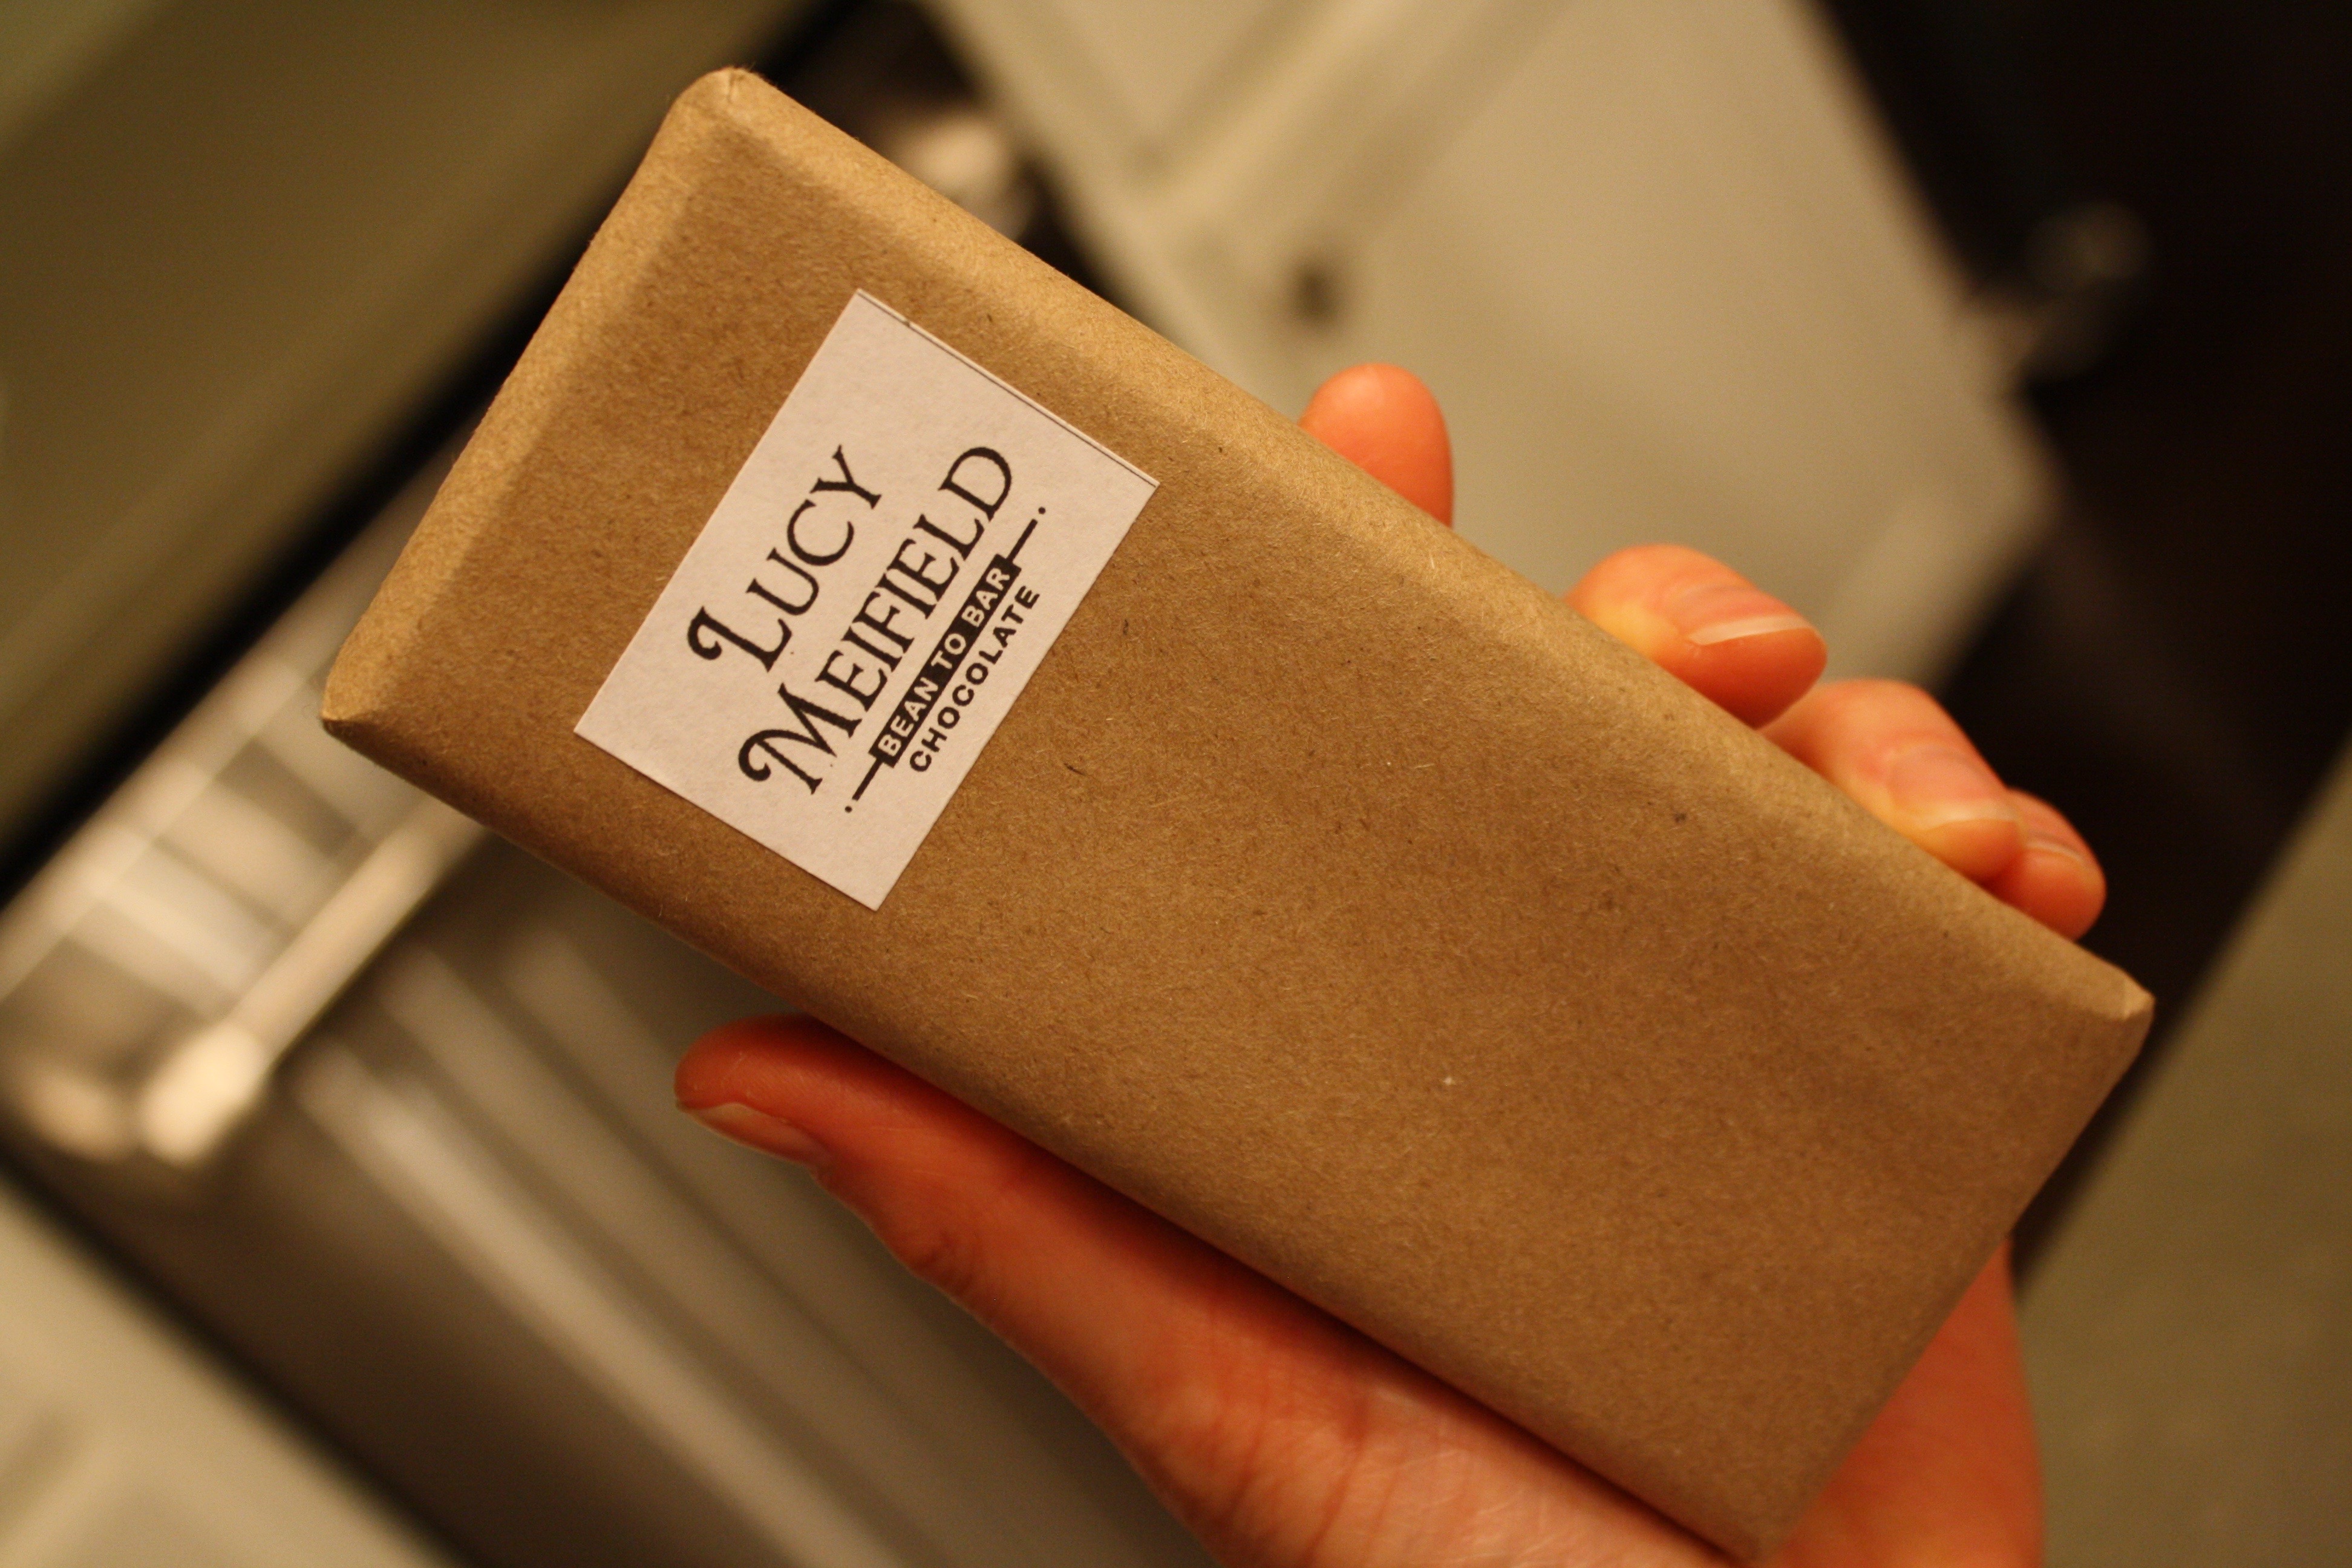 LUCY
MEIFIELD
BEAN TO BAR
CHOCOLATE